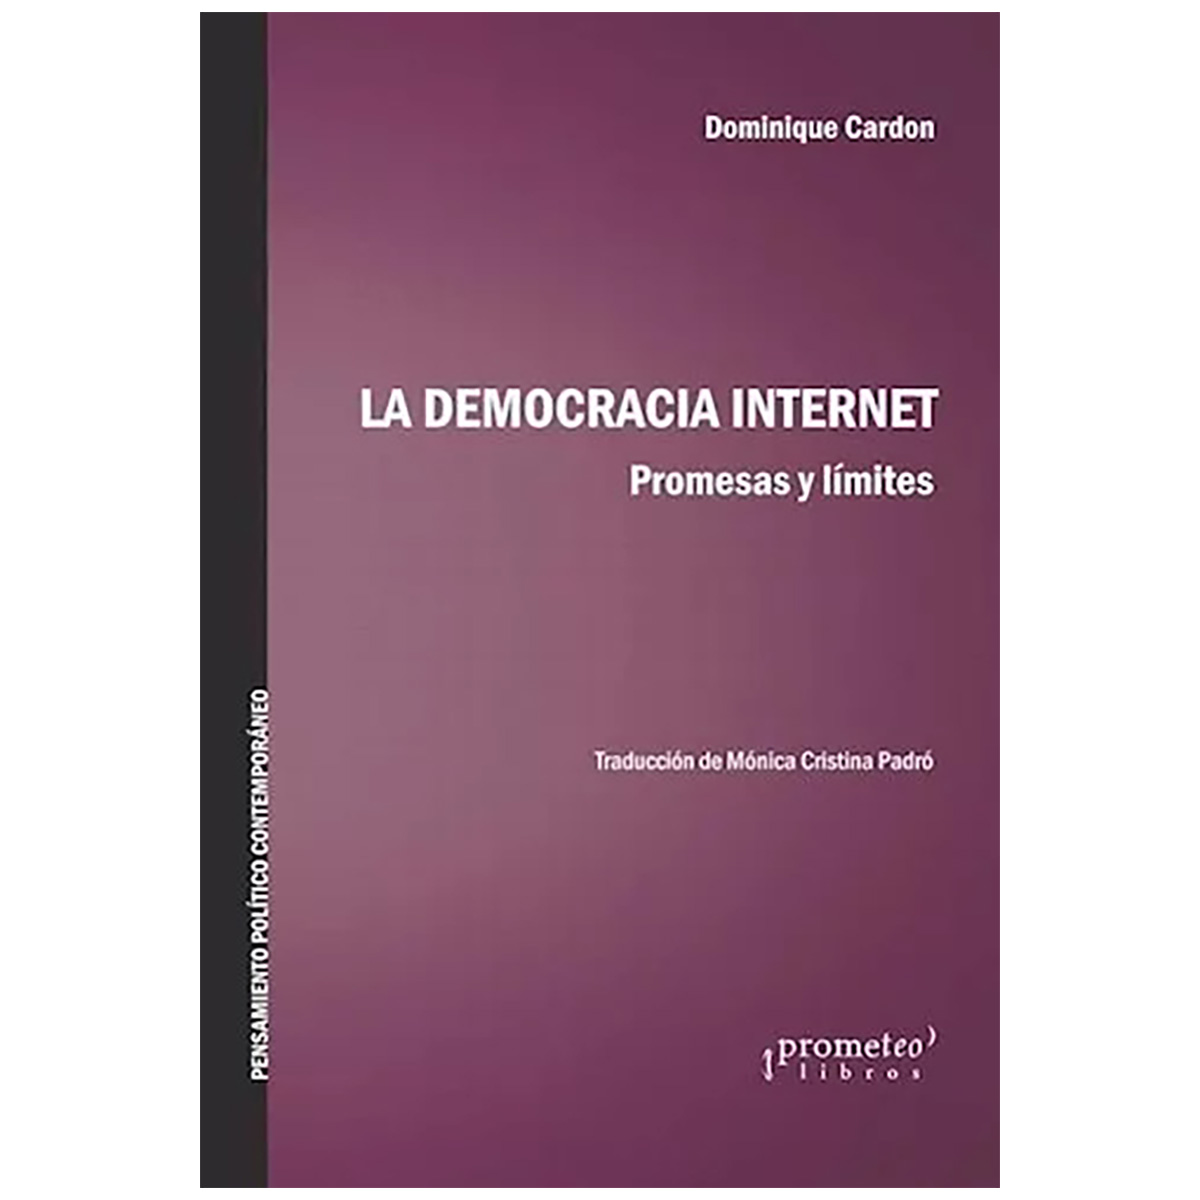 Dominique Cardon
LA DEMOCRACIA INTERNET
Promesas y límites
Traducción de Mónica Cristina Padró
PENSAMIENTO POLÍTICO CONTEMPORÁNEO
prometeo
libros